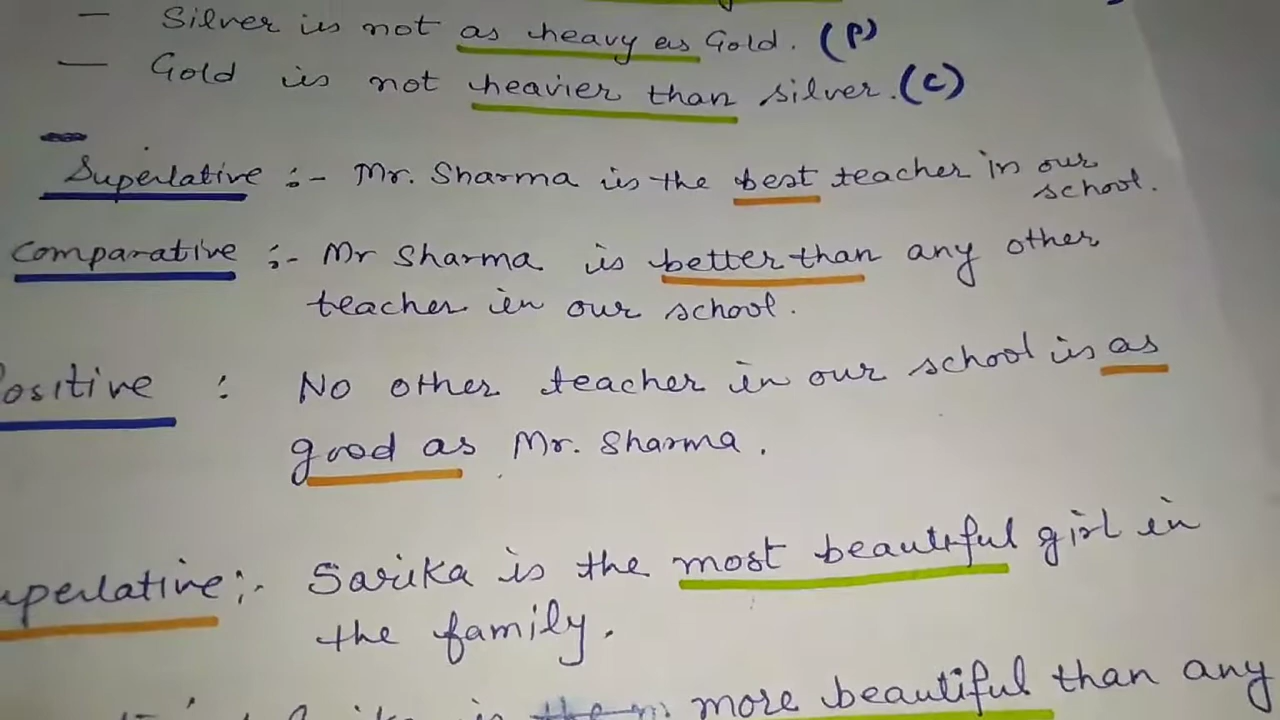 — Silver is not as heavy as Gold. (P)
— Gold is not heavier than silver. (C)
Superlative :- Mr. Sharma is the best teacher in our
school.
Comparative :- Mr Sharma is better than any other
teacher in our school.
Positive : No other teacher in our school is as
good as Mr. Sharma.
uperlative :- Sarika is the most beautiful girl in
the family.
is more beautiful than any